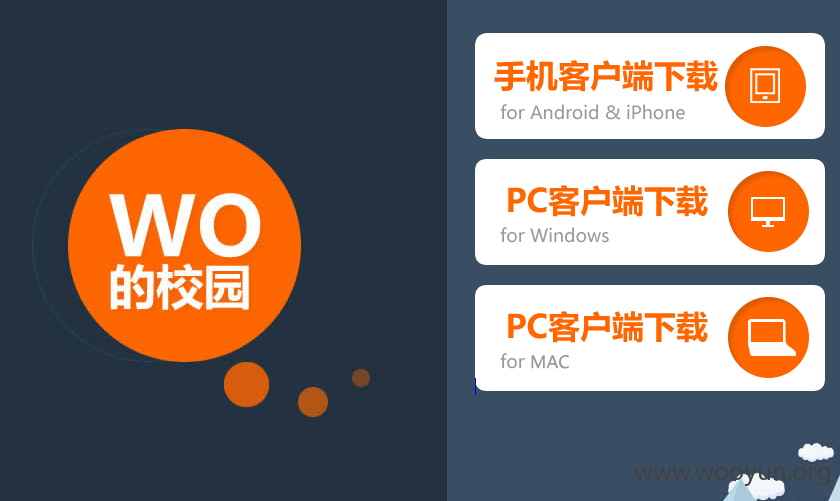 WO
的校园
手机客户端下载
for Android & iPhone
PC客户端下载
for Windows
PC客户端下载
for MAC
www.wooyun.org